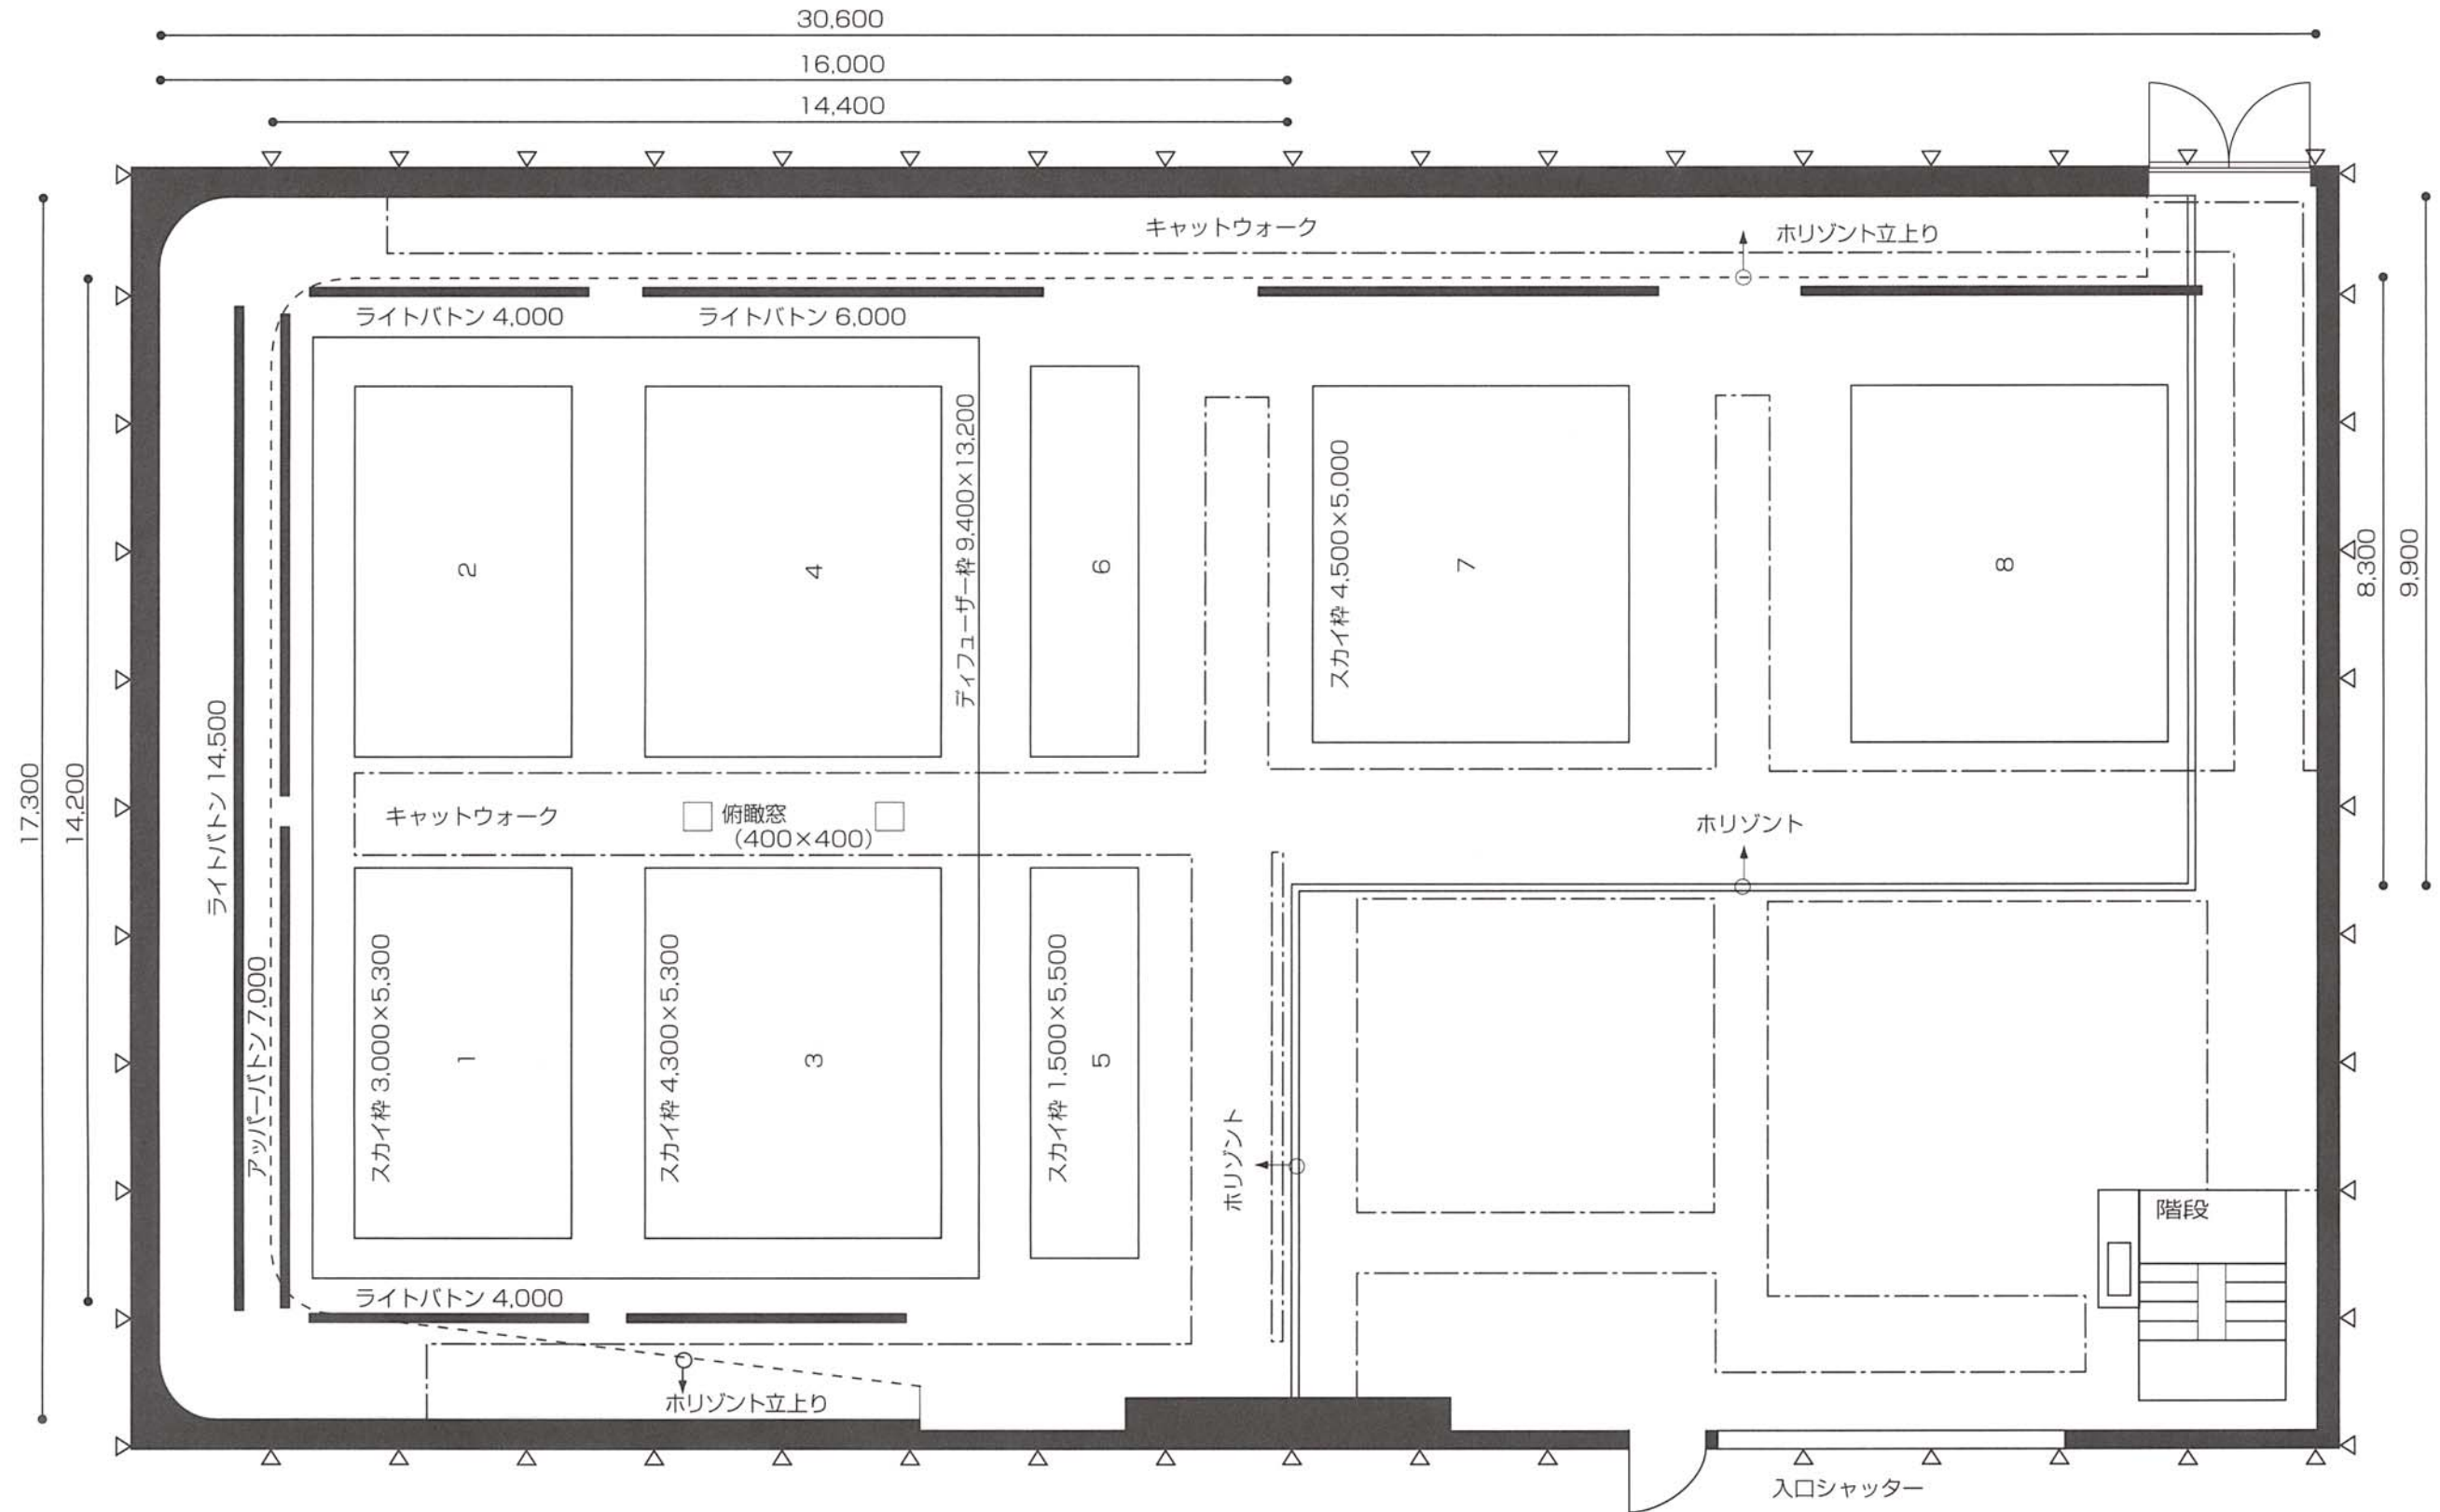 30,600
16,000
14,400
キャットウォーク
ホリゾント立上り
ライトバトン 4,000
ライトバトン 6,000
2
4
6
7
8
ディフューザー枠 9,400×13,200
スカイ枠 4,500×5,000
8,300
9,900
17,300
14,200
ライトバトン 14,500
キャットウォーク
俯瞰窓
(400×400)
ホリゾント
アッパーバトン 7,000
スカイ枠 3,000×5,300
1
スカイ枠 4,300×5,300
3
スカイ枠 1,500×5,500
5
ホリゾント
階段
ライトバトン 4,000
ホリゾント立上り
入口シャッター